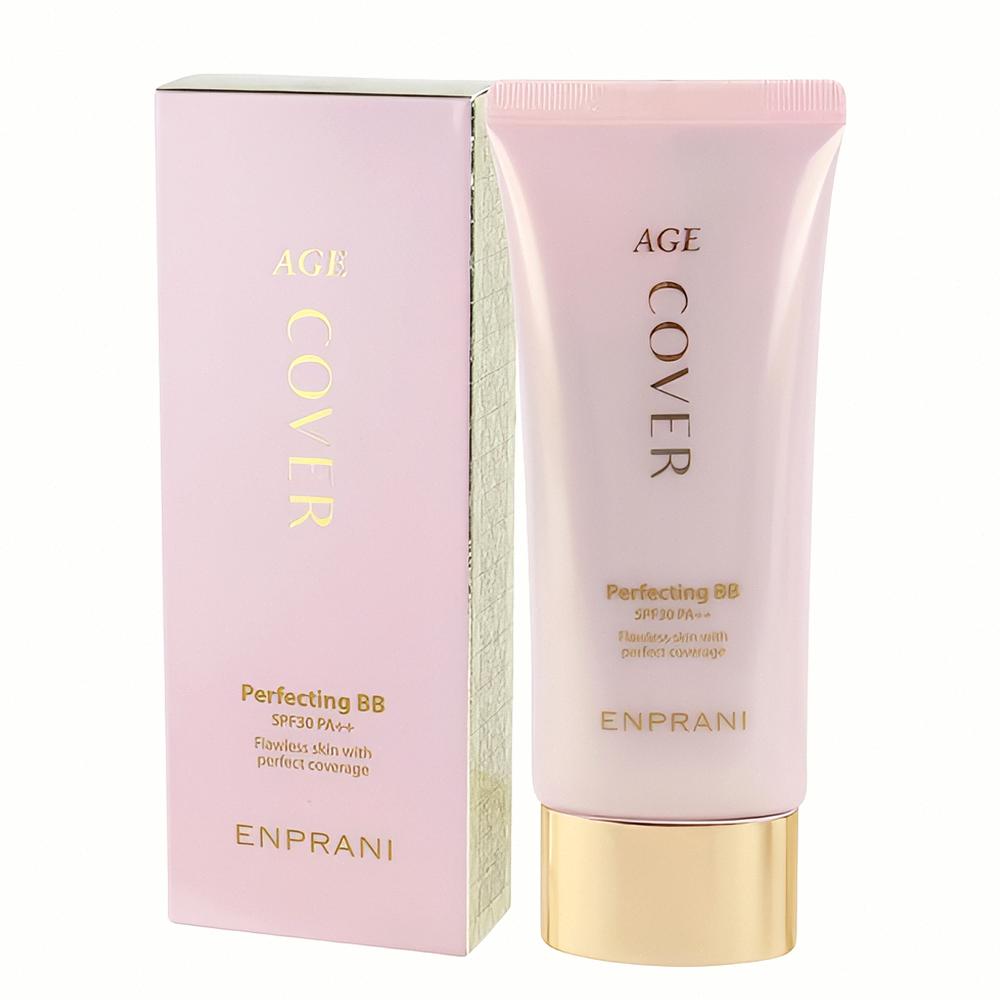 AGE
COVER
Perfecting BB
SPF30 PA++
Flawless skin with
perfect coverage
ENPRANI
AGE
COVER
Perfecting BB
SPF30 PA++
Flawless skin with
perfect coverage
ENPRANI